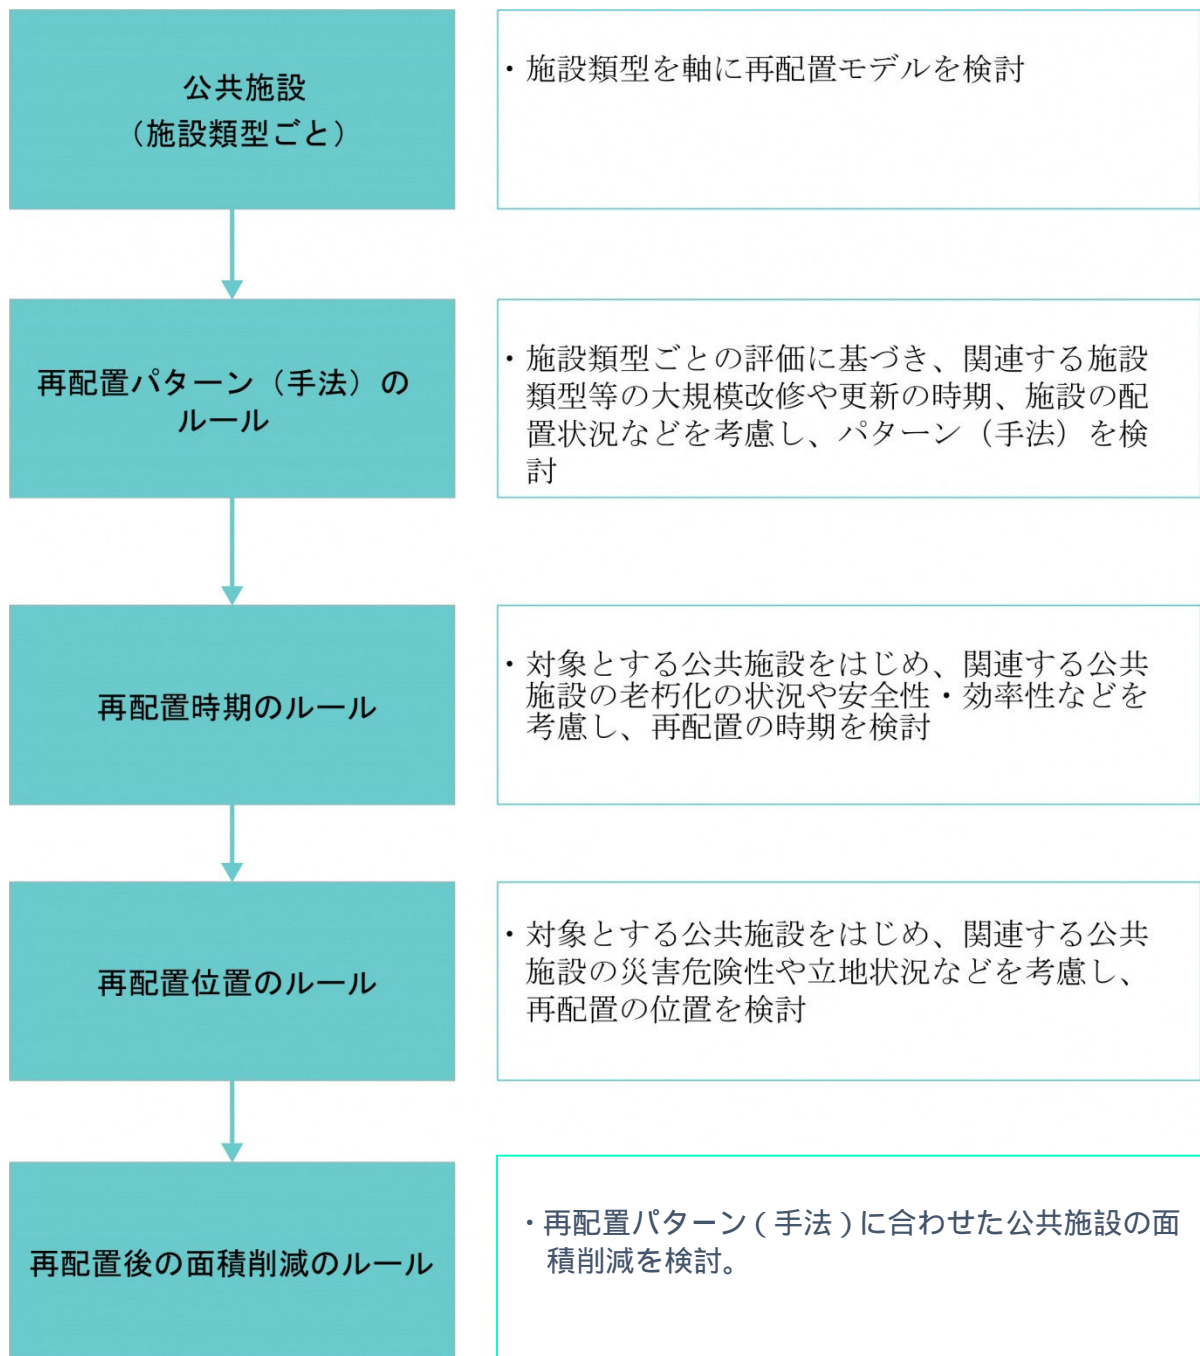 公共施設
（施設類型ごと）
・施設類型を軸に再配置モデルを検討
再配置パターン（手法）の
ルール
・施設類型ごとの評価に基づき、関連する施設
類型等の大規模改修や更新の時期、施設の配
置状況などを考慮し、パターン（手法）を検
討
再配置時期のルール
・対象とする公共施設をはじめ、関連する公共
施設の老朽化の状況や安全性・効率性などを
考慮し、再配置の時期を検討
再配置位置のルール
・対象とする公共施設をはじめ、関連する公共
施設の災害危険性や立地状況などを考慮し、
再配置の位置を検討
再配置後の面積削減のルール
・再配置パターン（手法）に合わせた公共施設の面
積削減を検討。